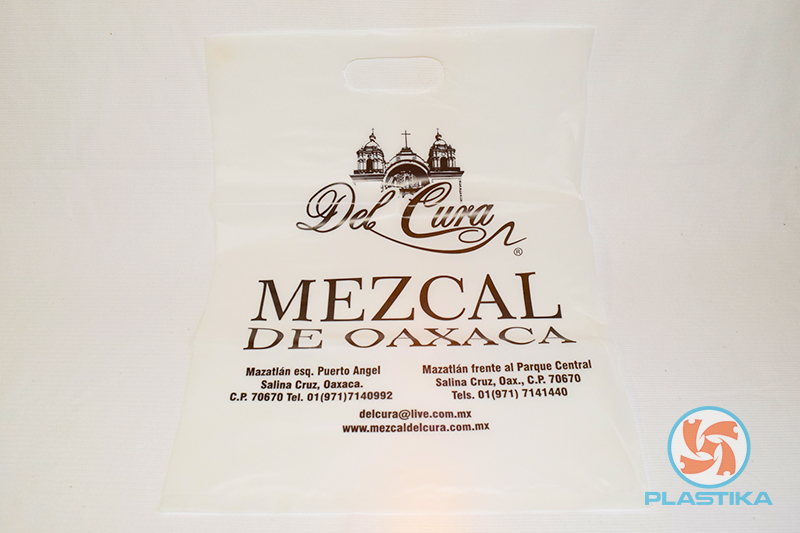 Del Cura
®
MEZCAL
DE OAXACA
Mazatlán esq. Puerto Angel
Salina Cruz, Oaxaca.
C.P. 70670 Tel. 01(971)7140992
Mazatlán frente al Parque Central
Salina Cruz, Oax., C.P. 70670
Tels. 01(971) 7141440
delcura@live.com.mx
www.mezcaldelcura.com.mx
PLASTIKA